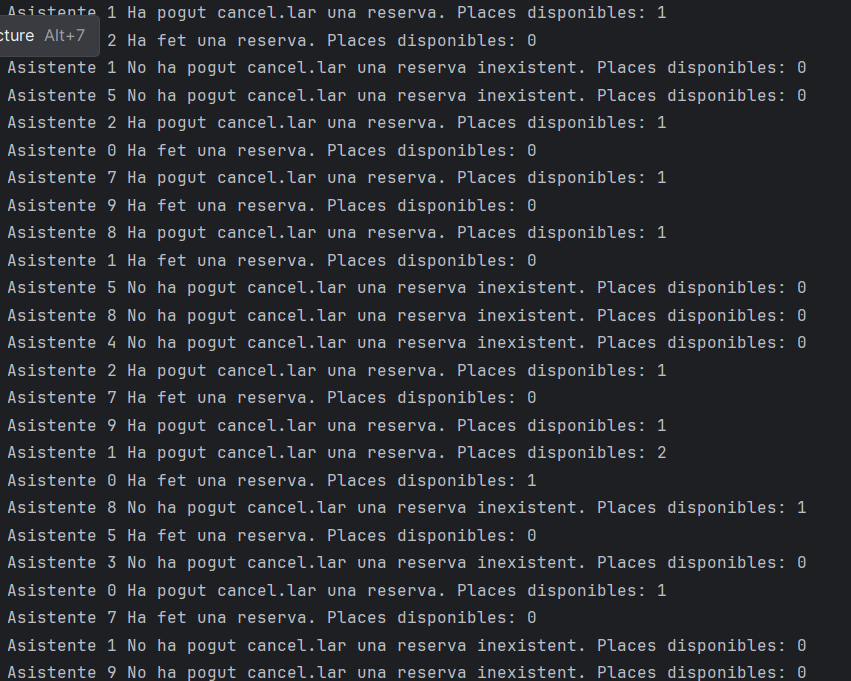 Asistente 1 Ha pogut cancel.lar una reserva. Places disponibles: 1
cture Alt+7
2 Ha fet una reserva. Places disponibles: 0
Asistente 1 No ha pogut cancel.lar una reserva inexistent. Places disponibles: 0
Asistente 5 No ha pogut cancel.lar una reserva inexistent. Places disponibles: 0
Asistente 2 Ha pogut cancel.lar una reserva. Places disponibles: 1
Asistente 0 Ha fet una reserva. Places disponibles: 0
Asistente 7 Ha pogut cancel.lar una reserva. Places disponibles: 1
Asistente 9 Ha fet una reserva. Places disponibles: 0
Asistente 8 Ha pogut cancel.lar una reserva. Places disponibles: 1
Asistente 1 Ha fet una reserva. Places disponibles: 0
Asistente 5 No ha pogut cancel.lar una reserva inexistent. Places disponibles: 0
Asistente 8 No ha pogut cancel.lar una reserva inexistent. Places disponibles: 0
Asistente 4 No ha pogut cancel.lar una reserva inexistent. Places disponibles: 0
Asistente 2 Ha pogut cancel.lar una reserva. Places disponibles: 1
Asistente 7 Ha fet una reserva. Places disponibles: 0
Asistente 9 Ha pogut cancel.lar una reserva. Places disponibles: 1
Asistente 1 Ha pogut cancel.lar una reserva. Places disponibles: 2
Asistente 0 Ha fet una reserva. Places disponibles: 1
Asistente 8 No ha pogut cancel.lar una reserva inexistent. Places disponibles: 1
Asistente 5 Ha fet una reserva. Places disponibles: 0
Asistente 3 No ha pogut cancel.lar una reserva inexistent. Places disponibles: 0
Asistente 0 Ha pogut cancel.lar una reserva. Places disponibles: 1
Asistente 7 Ha fet una reserva. Places disponibles: 0
Asistente 1 No ha pogut cancel.lar una reserva inexistent. Places disponibles: 0
Asistente 9 No ha pogut cancel.lar una reserva inexistent. Places disponibles: 0